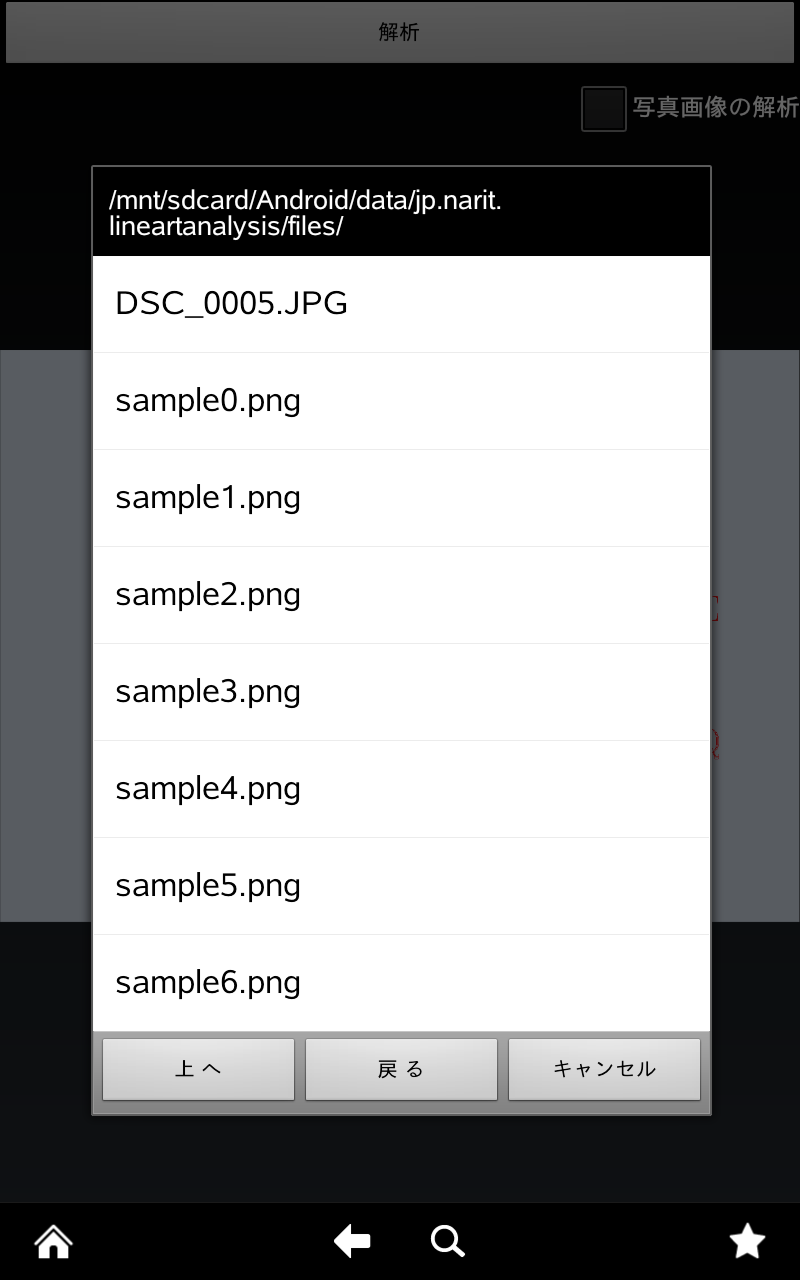 解析
写真画像の解析
/mnt/sdcard/Android/data/jp.narit.
lineartanalysis/files/
DSC_0005.JPG
sample0.png
sample1.png
sample2.png
sample3.png
sample4.png
sample5.png
sample6.png
上へ
戻る
キャンセル